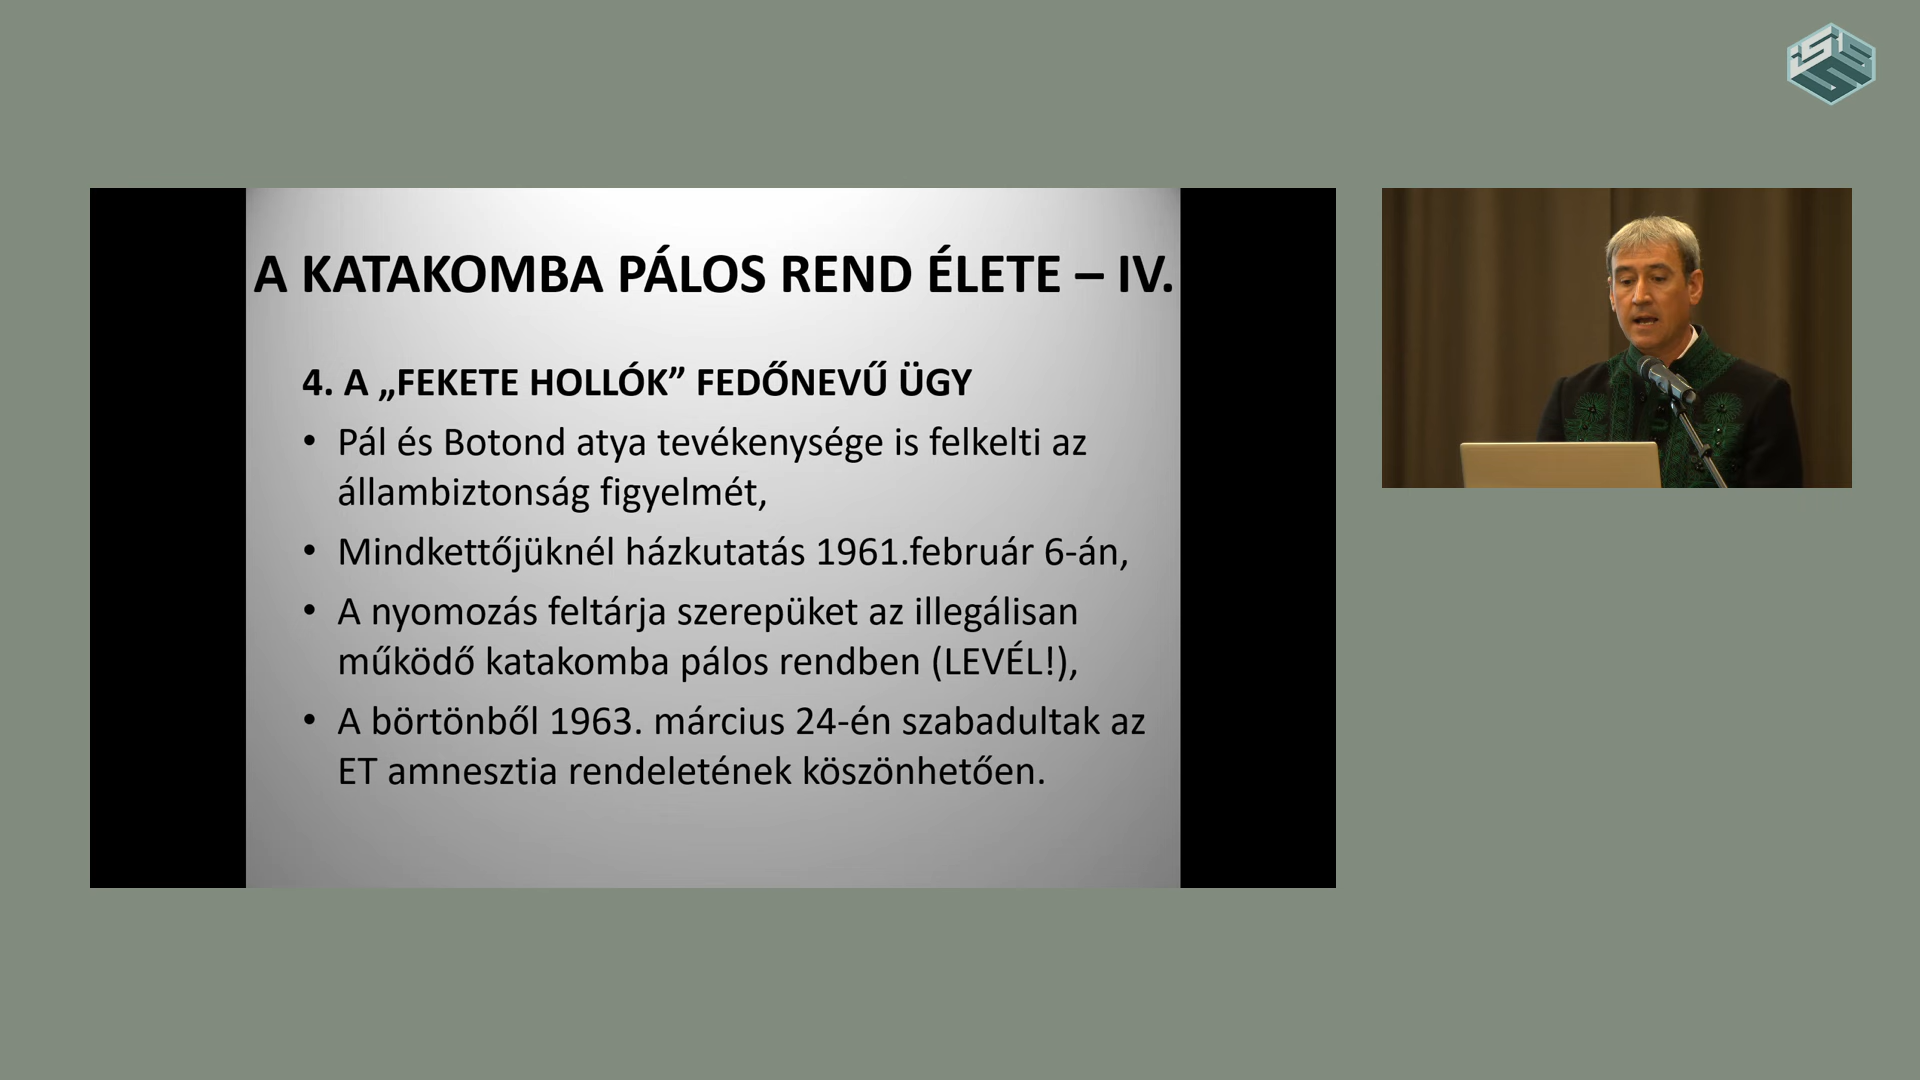 A KATAKOMBA PÁLOS REND ÉLETE – IV.
4. A „FEKETE HOLLÓK” FEDŐNEVŰ ÜGY
• Pál és Botond atya tevékenysége is felkelti az
állambiztonság figyelmét,
• Mindkettőjüknél házkutatás 1961.február 6-án,
• A nyomozás feltárja szerepüket az illegálisan
működő katakomba pálos rendben (LEVÉL!),
• A börtönből 1963. március 24-én szabadultak az
ET amnesztia rendeletének köszönhetően.